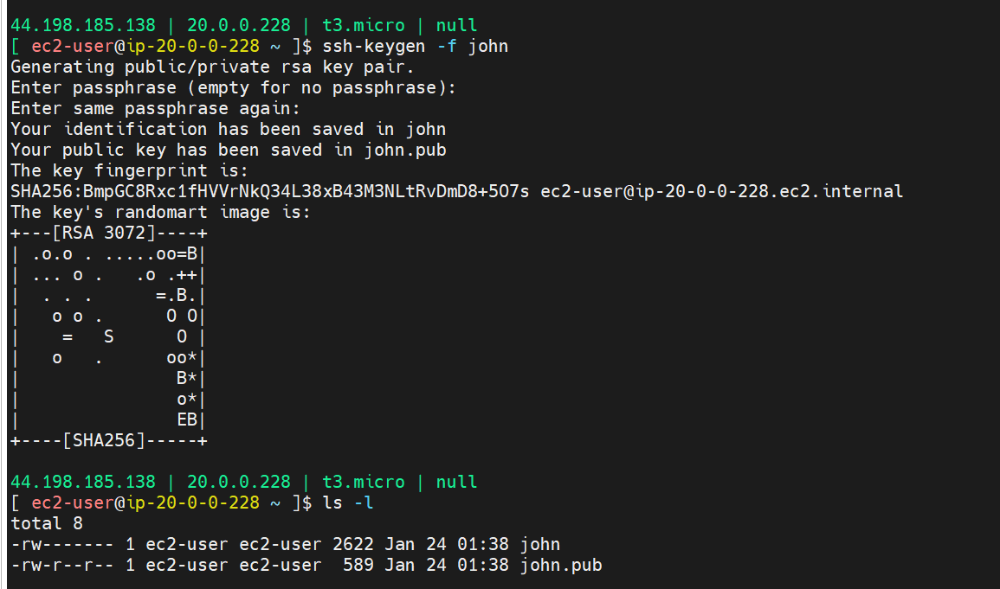 44.198.185.138 | 20.0.0.228 | t3.micro | null
[ ec2-user@ip-20-0-0-228 ~ ]$ ssh-keygen -f john
Generating public/private rsa key pair.
Enter passphrase (empty for no passphrase):
Enter same passphrase again:
Your identification has been saved in john
Your public key has been saved in john.pub
The key fingerprint is:
SHA256:BmpGC8Rxc1fHVVrNkQ34L38xB43M3NLtRvDmD8+5O7s ec2-user@ip-20-0-0-228.ec2.internal
The key's randomart image is:
+---[RSA 3072]----+
| .o.o . .....oo=B|
| ... o .   .o .++|
|  . . .      =.B.|
|   o o .      O O|
|    =   S      O |
|   o   .      oo*|
|               B*|
|               o*|
|               EB|
+----[SHA256]-----+
44.198.185.138 | 20.0.0.228 | t3.micro | null
[ ec2-user@ip-20-0-0-228 ~ ]$ ls -l
total 8
-rw------- 1 ec2-user ec2-user 2622 Jan 24 01:38 john
-rw-r--r-- 1 ec2-user ec2-user  589 Jan 24 01:38 john.pub